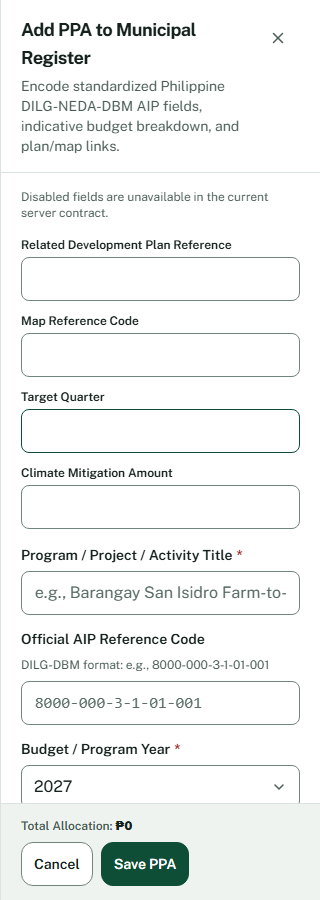 Add PPA to Municipal
Register
Encode standardized Philippine
DILG-NEDA-DBM AIP fields,
indicative budget breakdown, and
plan/map links.
Disabled fields are unavailable in the current
server contract.
Related Development Plan Reference
Map Reference Code
Target Quarter
Climate Mitigation Amount
Program / Project / Activity Title *
e.g., Barangay San Isidro Farm-to-
Official AIP Reference Code
DILG-DBM format: e.g., 8000-000-3-1-01-001
8000-000-3-1-01-001
Budget / Program Year *
2027
Total Allocation: ₱0
Cancel Save PPA